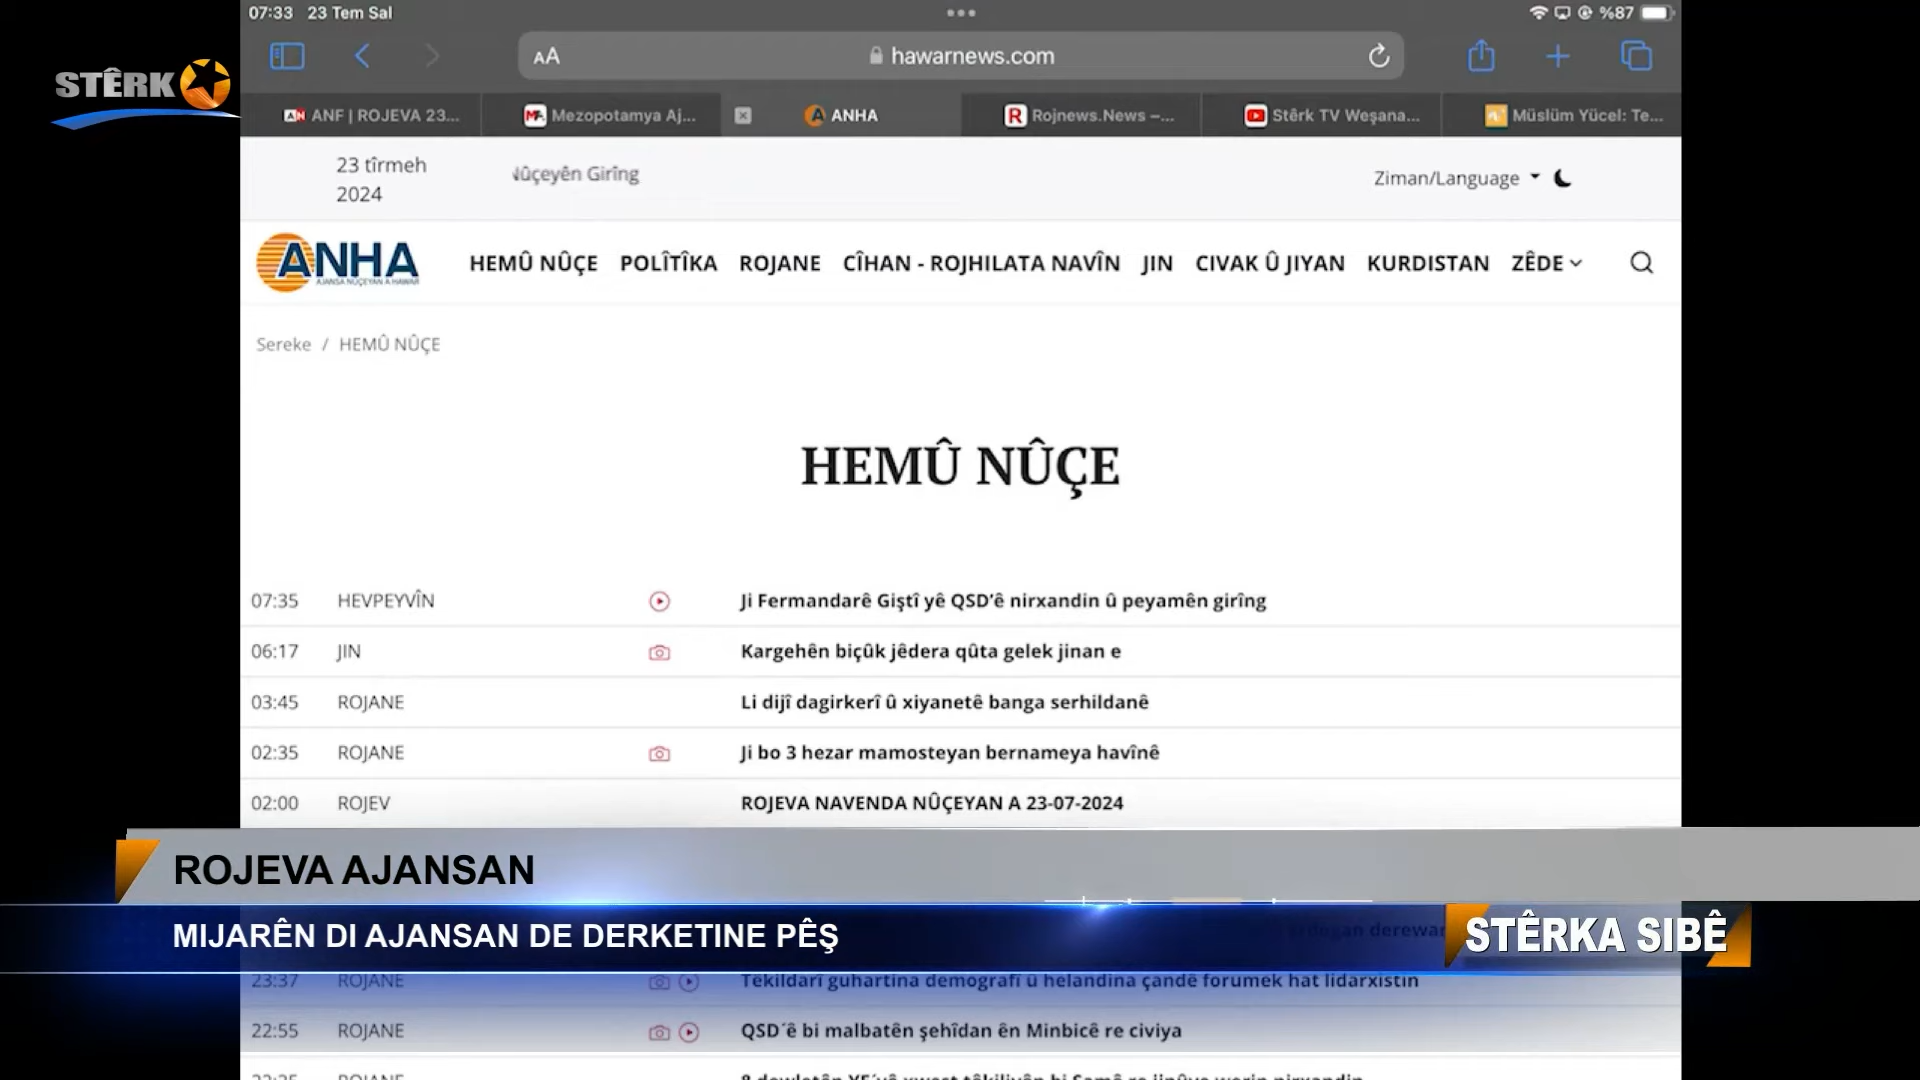 07:33 23 Tem Sal
%87
STÊRK
AA
hawarnews.com
ANF | ROJEVA 23...
Mezopotamya Aj...
ANHA
Rojnews.News –...
Stêrk TV Weşana...
Müslüm Yücel: Te...
23 tîrmeh
2024
Nûçeyên Girîng
Ziman/Language
ANHA
AJANSA NÛÇEYAN A HAWAR
HEMÛ NÛÇE POLÎTÎKA ROJANE CÎHAN - ROJHILATA NAVÎN JIN CIVAK Û JIYAN KURDISTAN ZÊDE
Sereke / HEMÛ NÛÇE
HEMÛ NÛÇE
07:35 HEVPEYVÎN Ji Fermandarê Giştî yê QSD’ê nirxandin û peyamên girîng
06:17 JIN Kargehên biçûk jêdera qûta gelek jinan e
03:45 ROJANE Li dijî dagirkerî û xiyanetê banga serhildanê
02:35 ROJANE Ji bo 3 hezar mamosteyan bernameya havînê
02:00 ROJEV ROJEVA NAVENDA NÛÇEYAN A 23-07-2024
ROJEVA AJANSAN
MIJARÊN DI AJANSAN DE DERKETINE PÊŞ
STÊRKA SIBÊ
23:37 ROJANE Têkildarî guhartina demografî û helandina çandê forumek hat lidarxistin
22:55 ROJANE QSD´ê bi malbatên şehîdan ên Minbicê re civiya